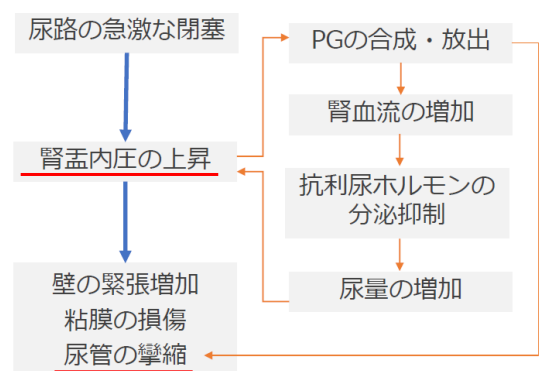 尿路の急激な閉塞
腎盂内圧の上昇
壁の緊張増加
粘膜の損傷
尿管の攣縮
PGの合成・放出
腎血流の増加
抗利尿ホルモンの
分泌抑制
尿量の増加